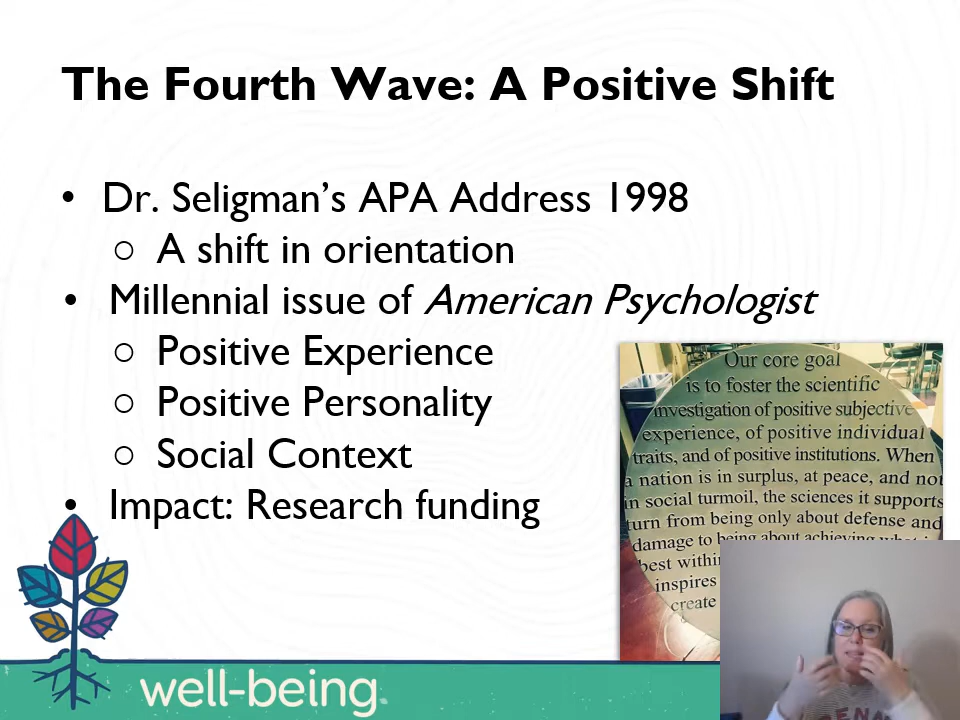 The Fourth Wave: A Positive Shift
• Dr. Seligman’s APA Address 1998
○ A shift in orientation
• Millennial issue of American Psychologist
○ Positive Experience
○ Positive Personality
○ Social Context
• Impact: Research funding
Our core goal
is to foster the scientific
investigation of positive subjective
experience, of positive individual
traits, and of positive institutions. When
a nation is in surplus, at peace, and not
in social turmoil, the sciences it supports
turn from being only about defense and
damage to being about achieving
best within
inspires
create
well-being.